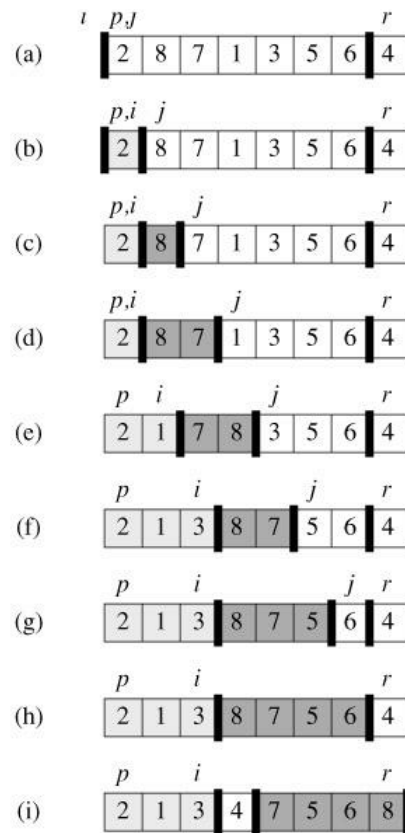 i p,j r
(a) 2 8 7 1 3 5 6 4
p,i j r
(b) 2 8 7 1 3 5 6 4
p,i j r
(c) 2 8 7 1 3 5 6 4
p,i j r
(d) 2 8 7 1 3 5 6 4
p i j r
(e) 2 1 7 8 3 5 6 4
p i j r
(f) 2 1 3 8 7 5 6 4
p i j r
(g) 2 1 3 8 7 5 6 4
p i r
(h) 2 1 3 8 7 5 6 4
p i r
(i) 2 1 3 4 7 5 6 8